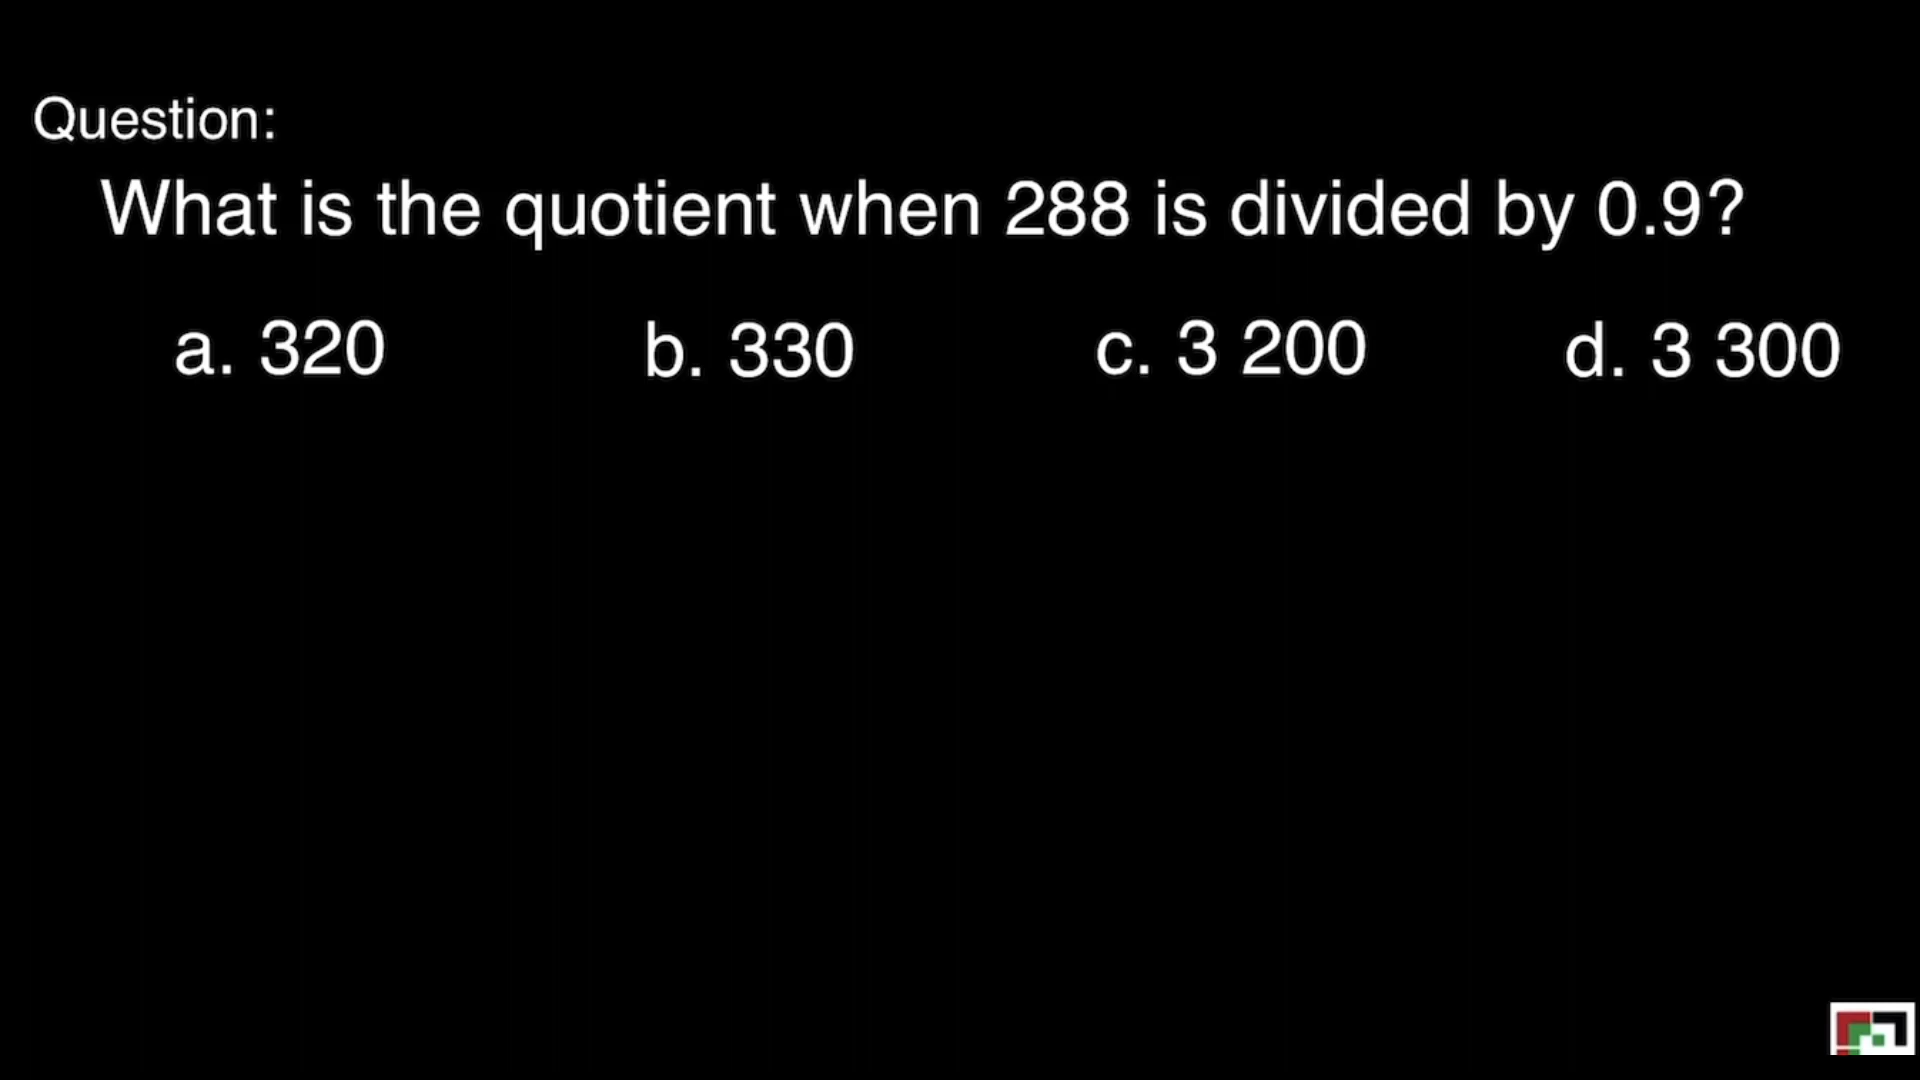 Question:
What is the quotient when 288 is divided by 0.9?
a. 320 b. 330 c. 3 200 d. 3 300